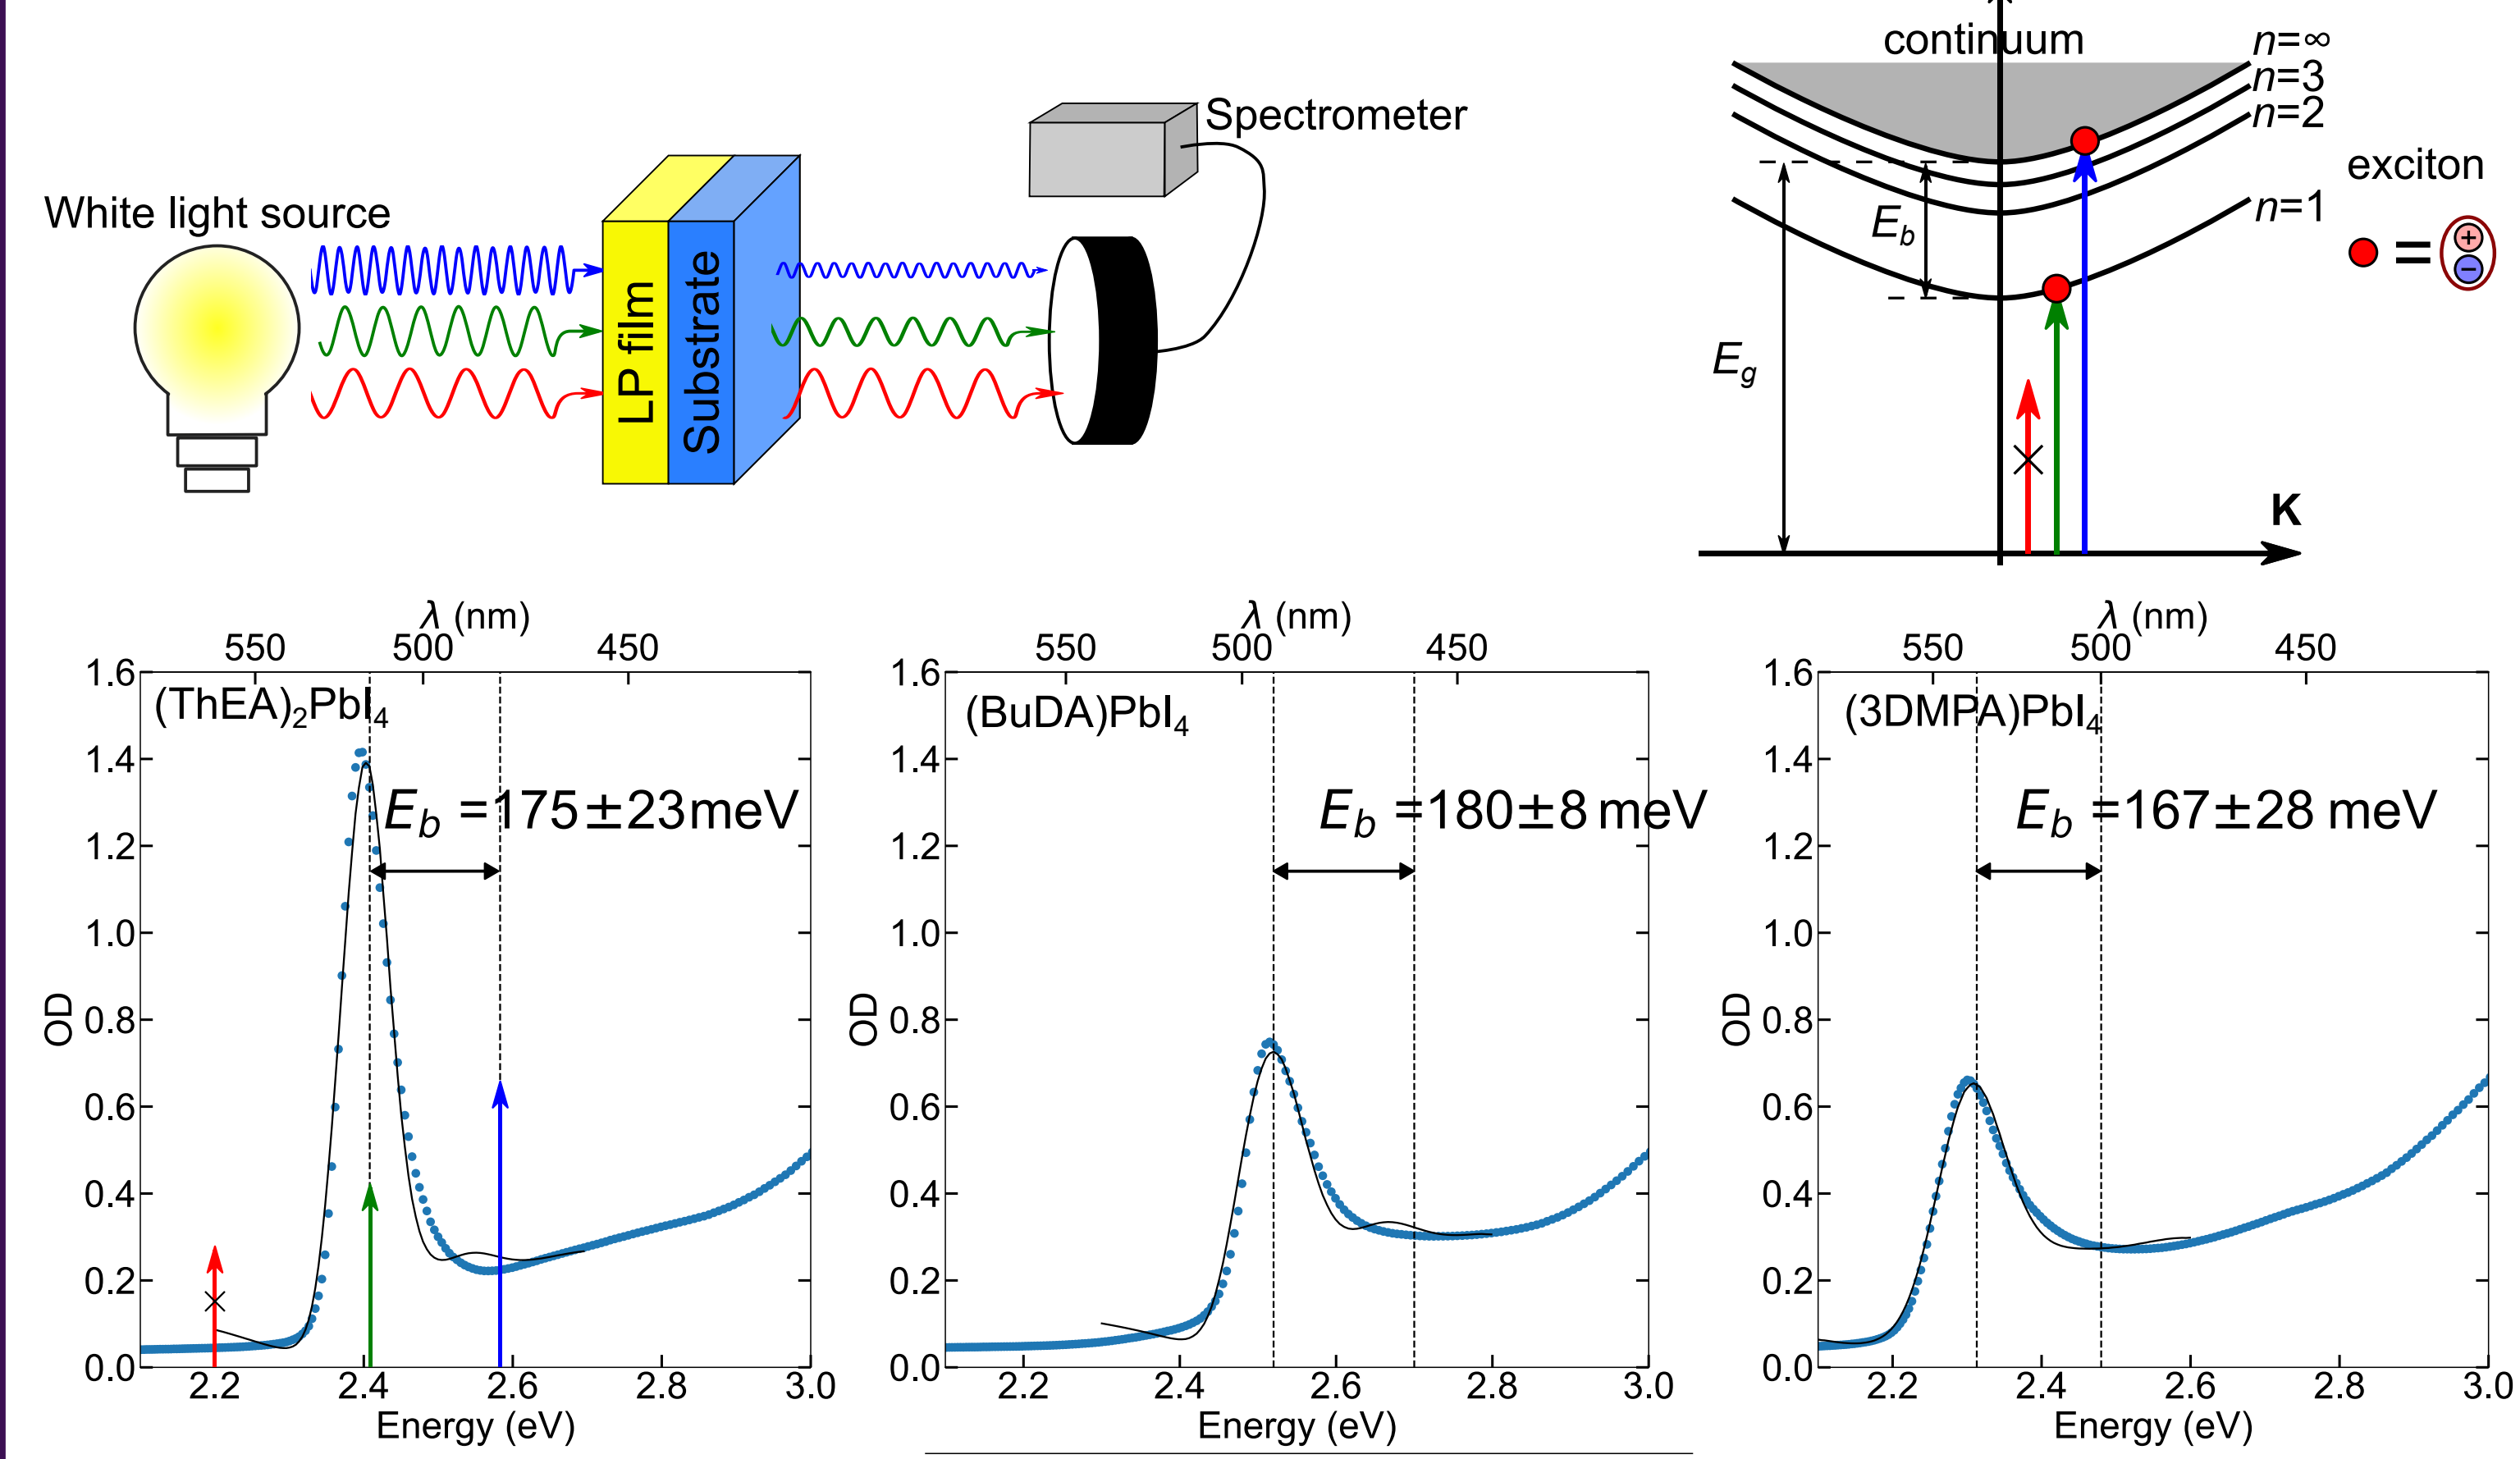 White light source
LP film
Substrate
Spectrometer
continuum
n=∞
n=3
n=2
n=1
E_b
E_g
K
exciton
=
+
−
λ (nm)
550 500 450
(ThEA)₂PbI₄
E_b =175±23meV
OD
1.6
1.4
1.2
1.0
0.8
0.6
0.4
0.2
0.0
2.2 2.4 2.6 2.8 3.0
Energy (eV)
λ (nm)
550 500 450
(BuDA)PbI₄
E_b =180±8 meV
OD
1.6
1.4
1.2
1.0
0.8
0.6
0.4
0.2
0.0
2.2 2.4 2.6 2.8 3.0
Energy (eV)
λ (nm)
550 500 450
(3DMPA)PbI₄
E_b =167±28 meV
OD
1.6
1.4
1.2
1.0
0.8
0.6
0.4
0.2
0.0
2.2 2.4 2.6 2.8 3.0
Energy (eV)